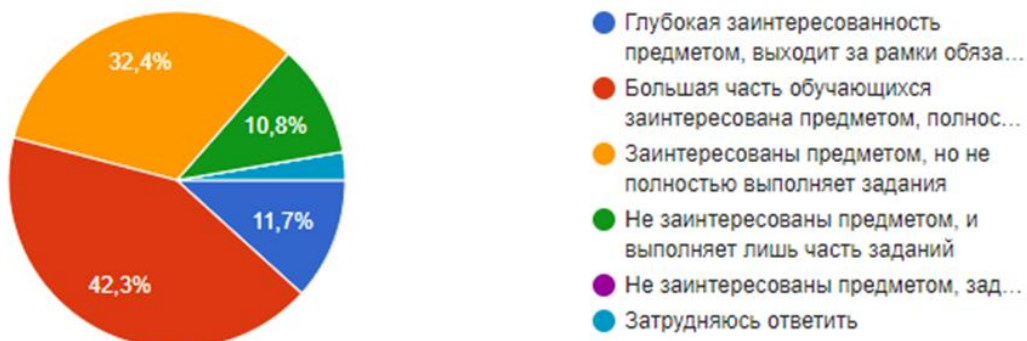 32,4%
10,8%
11,7%
42,3%
Глубокая заинтересованность
предметом, выходит за рамки обяза...
Большая часть обучающихся
заинтересована предметом, полнос...
Заинтересованы предметом, но не
полностью выполняет задания
Не заинтересованы предметом, и
выполняет лишь часть заданий
Не заинтересованы предметом, зад...
Затрудняюсь ответить